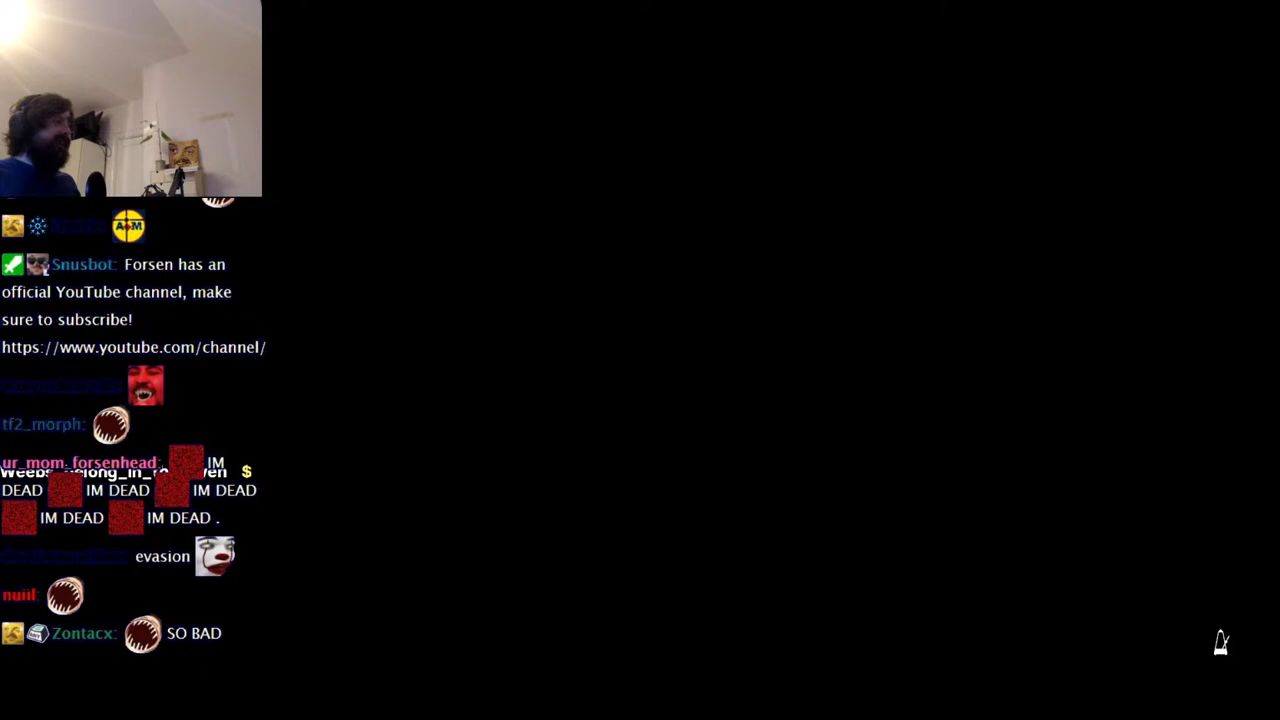 Snusbot: Forsen has an
official YouTube channel, make
sure to subscribe!
https://www.youtube.com/channel/
tf2_morph:
ur_mom_forsenhead: IM
$
DEAD IM DEAD IM DEAD
IM DEAD IM DEAD .
evasion
nuiil:
Zontacx: SO BAD